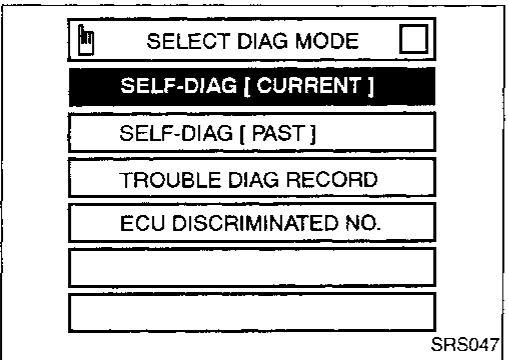 SELECT DIAG MODE
SELF-DIAG [ CURRENT ]
SELF-DIAG [ PAST ]
TROUBLE DIAG RECORD
ECU DISCRIMINATED NO.
SRS047